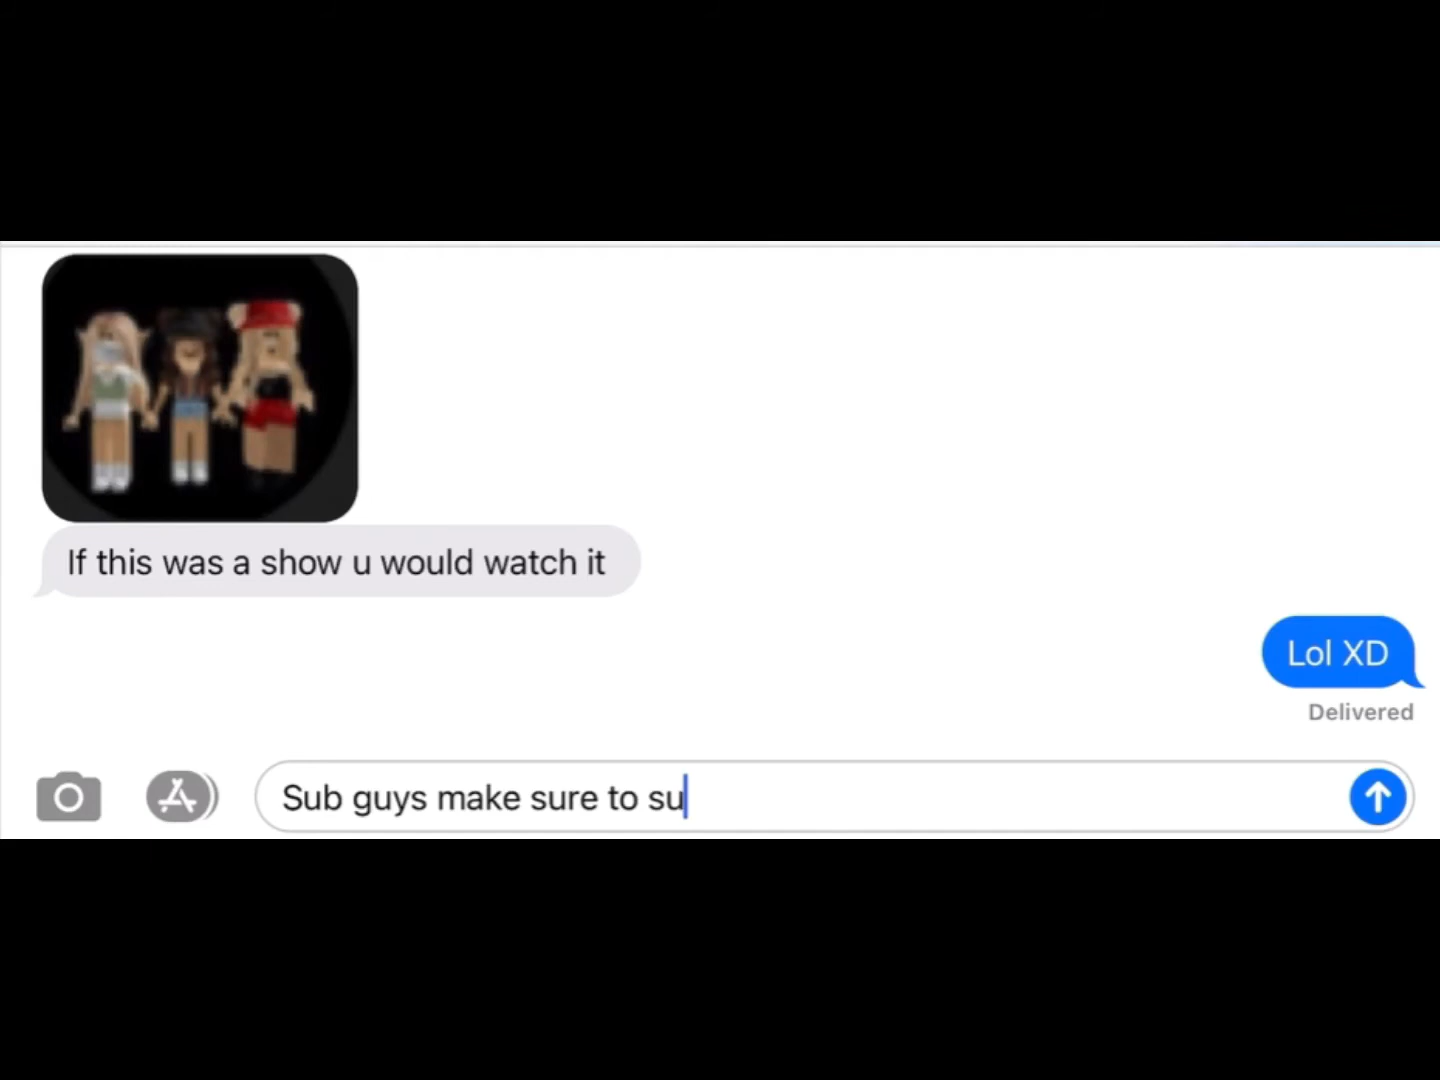 If this was a show u would watch it
Lol XD
Delivered
Sub guys make sure to su